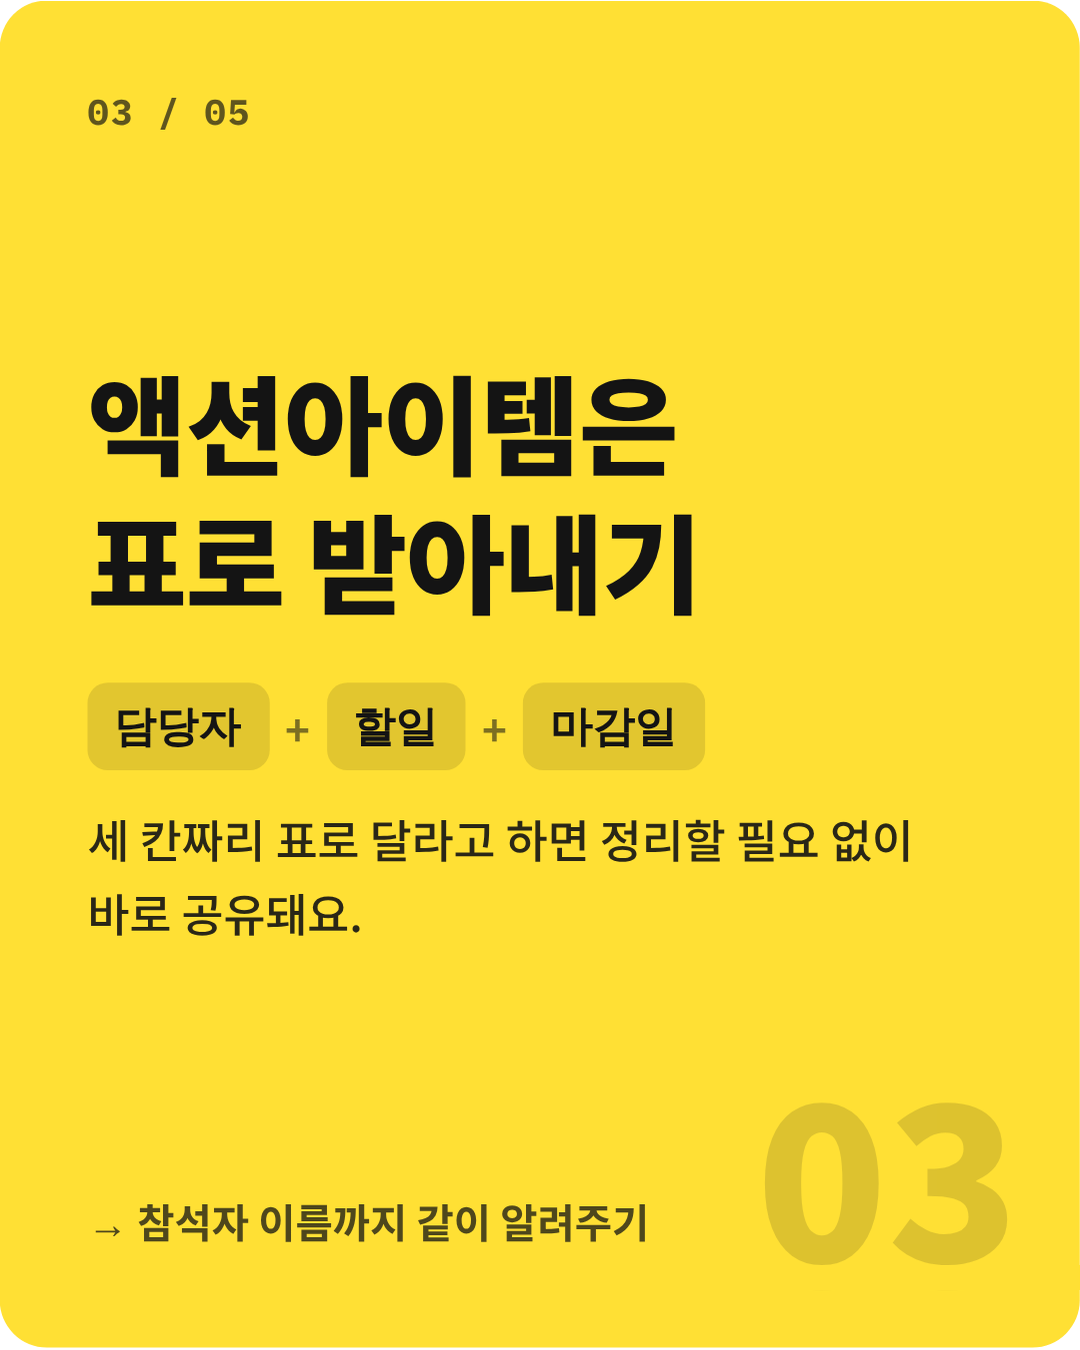 03 / 05
액션아이템은
표로 받아내기
담당자 + 할일 + 마감일
세 칸짜리 표로 달라고 하면 정리할 필요 없이
바로 공유돼요.
→ 참석자 이름까지 같이 알려주기
03